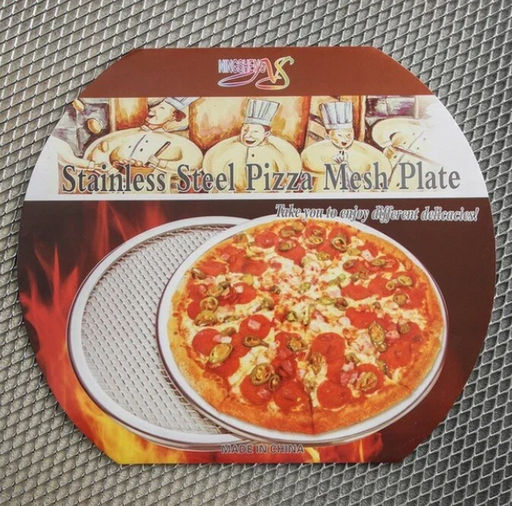 Stainless Steel Pizza Mesh Plate
Take you to enjoy different delicacies!
MADE IN CHINA